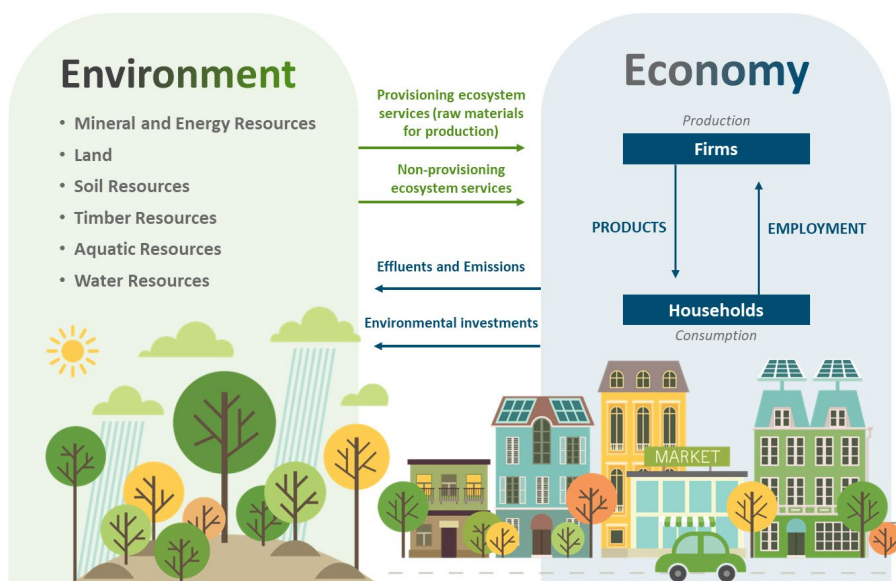 Environment
• Mineral and Energy Resources
• Land
• Soil Resources
• Timber Resources
• Aquatic Resources
• Water Resources
Provisioning ecosystem
services (raw materials
for production)
Non-provisioning
ecosystem services
Effluents and Emissions
Environmental investments
Economy
Production
Firms
PRODUCTS
EMPLOYMENT
Households
Consumption
MARKET